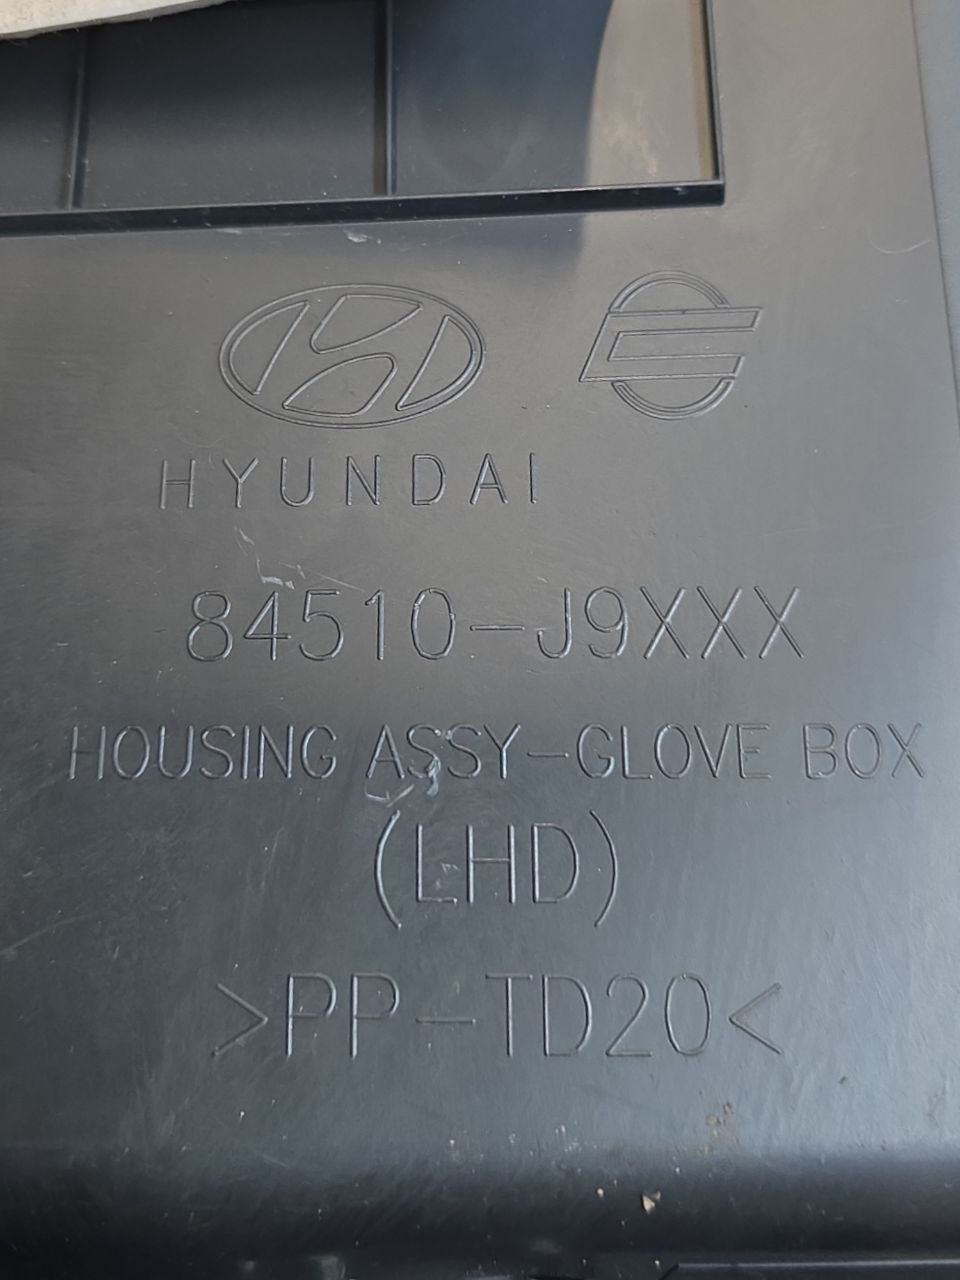 HYUNDAI
84510-J9XXX
HOUSING ASSY-GLOVE BOX
(LHD)
>PP-TD20<